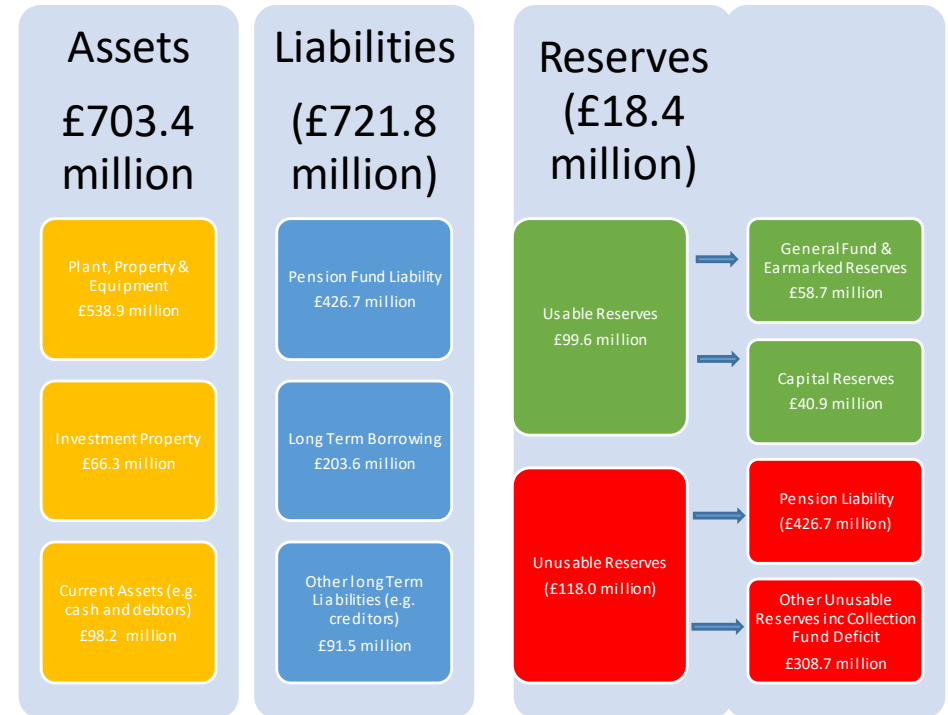 Assets
£703.4
million
Plant, Property &
Equipment
£538.9 million
Investment Property
£66.3 million
Current Assets (e.g.
cash and debtors)
£98.2 million
Liabilities
(£721.8
million)
Pension Fund Liability
£426.7 million
Long Term Borrowing
£203.6 million
Other long Term
Liabilities (e.g.
creditors)
£91.5 million
Reserves
(£18.4
million)
Usable Reserves
£99.6 million
General Fund &
Earmarked Reserves
£58.7 million
Capital Reserves
£40.9 million
Unusable Reserves
(£118.0 million)
Pension Liability
(£426.7 million)
Other Unusable
Reserves inc Collection
Fund Deficit
£308.7 million